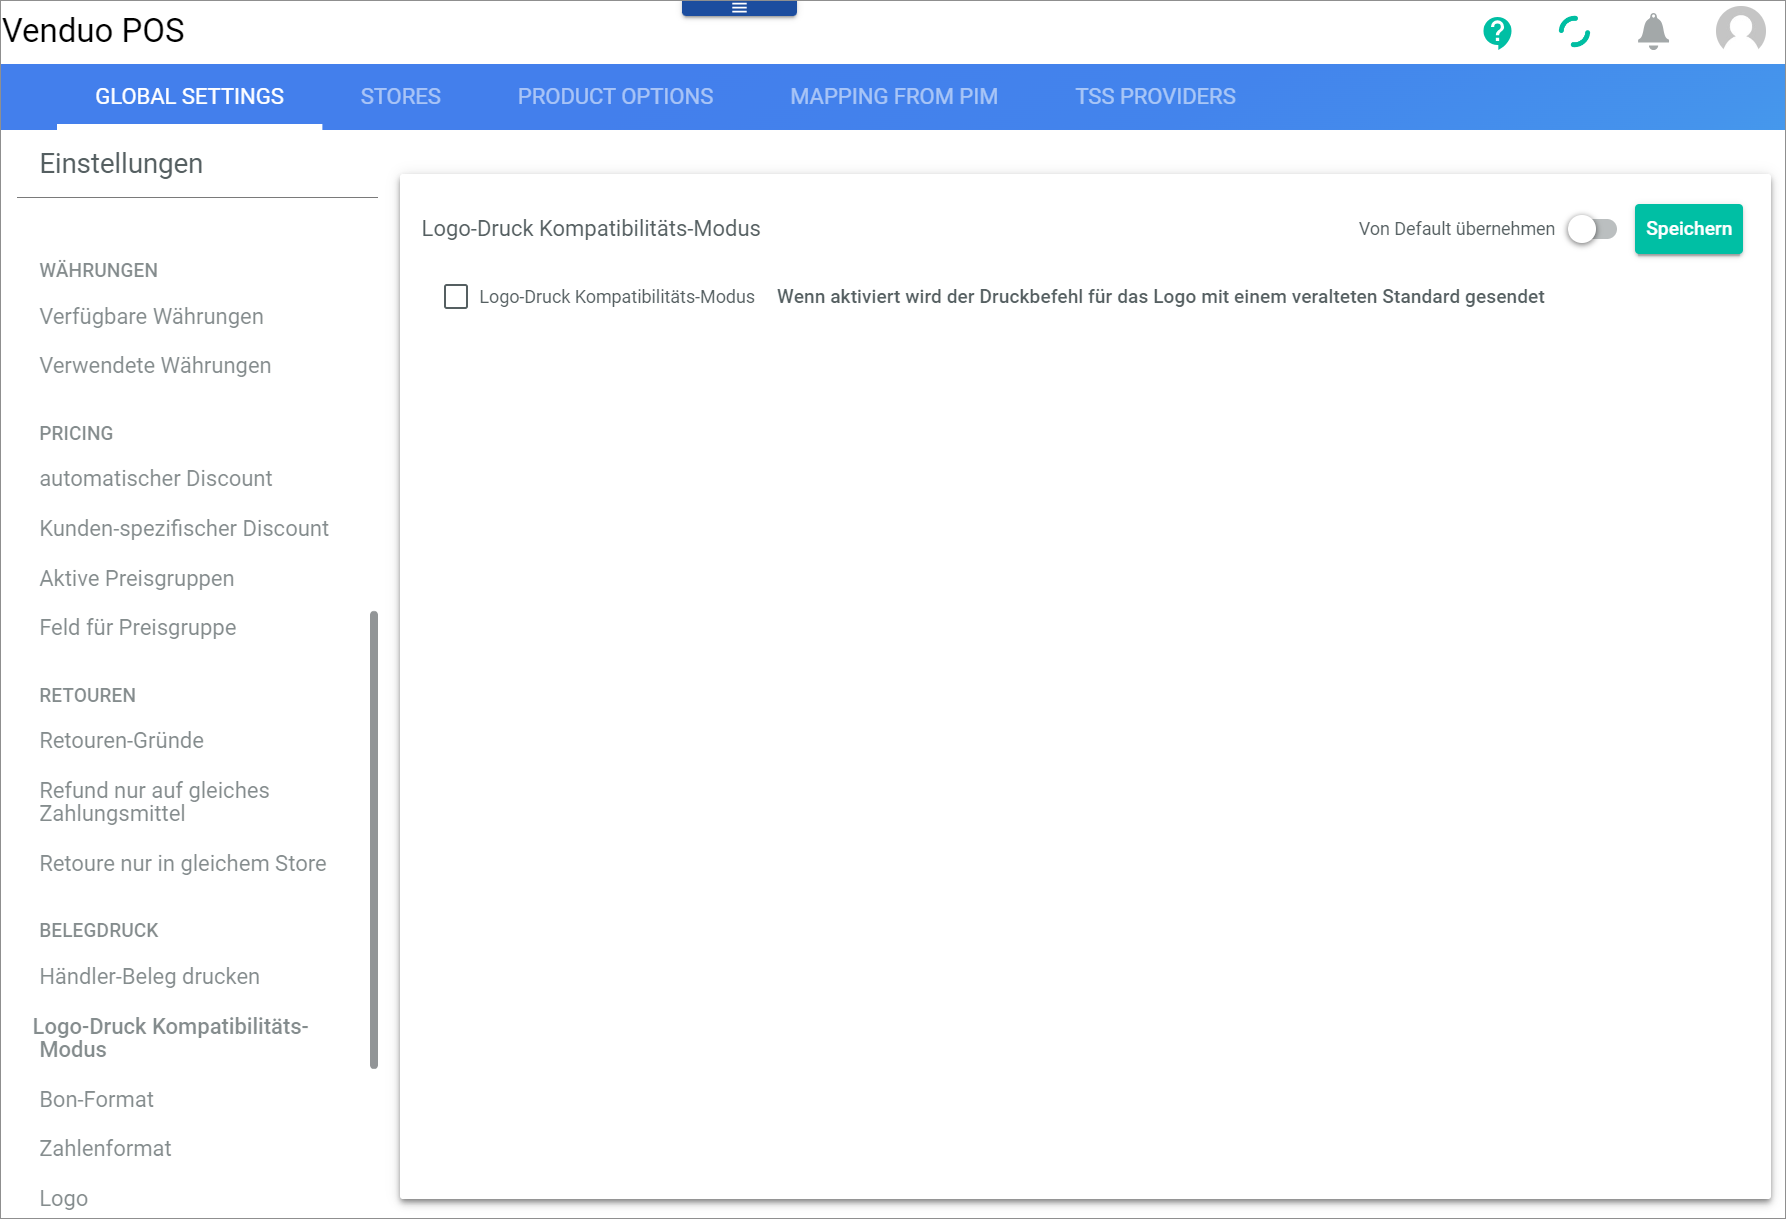 Venduo POS
GLOBAL SETTINGS
STORES
PRODUCT OPTIONS
MAPPING FROM PIM
TSS PROVIDERS
Einstellungen
WÄHRUNGEN
Verfügbare Währungen
Verwendete Währungen
PRICING
automatischer Discount
Kunden-spezifischer Discount
Aktive Preisgruppen
Feld für Preisgruppe
RETOUREN
Retouren-Gründe
Refund nur auf gleiches
Zahlungsmittel
Retoure nur in gleichem Store
BELEGDRUCK
Händler-Beleg drucken
Logo-Druck Kompatibilitäts-
Modus
Bon-Format
Zahlenformat
Logo
Logo-Druck Kompatibilitäts-Modus
Von Default übernehmen
Speichern
Logo-Druck Kompatibilitäts-Modus
Wenn aktiviert wird der Druckbefehl für das Logo mit einem veralteten Standard gesendet